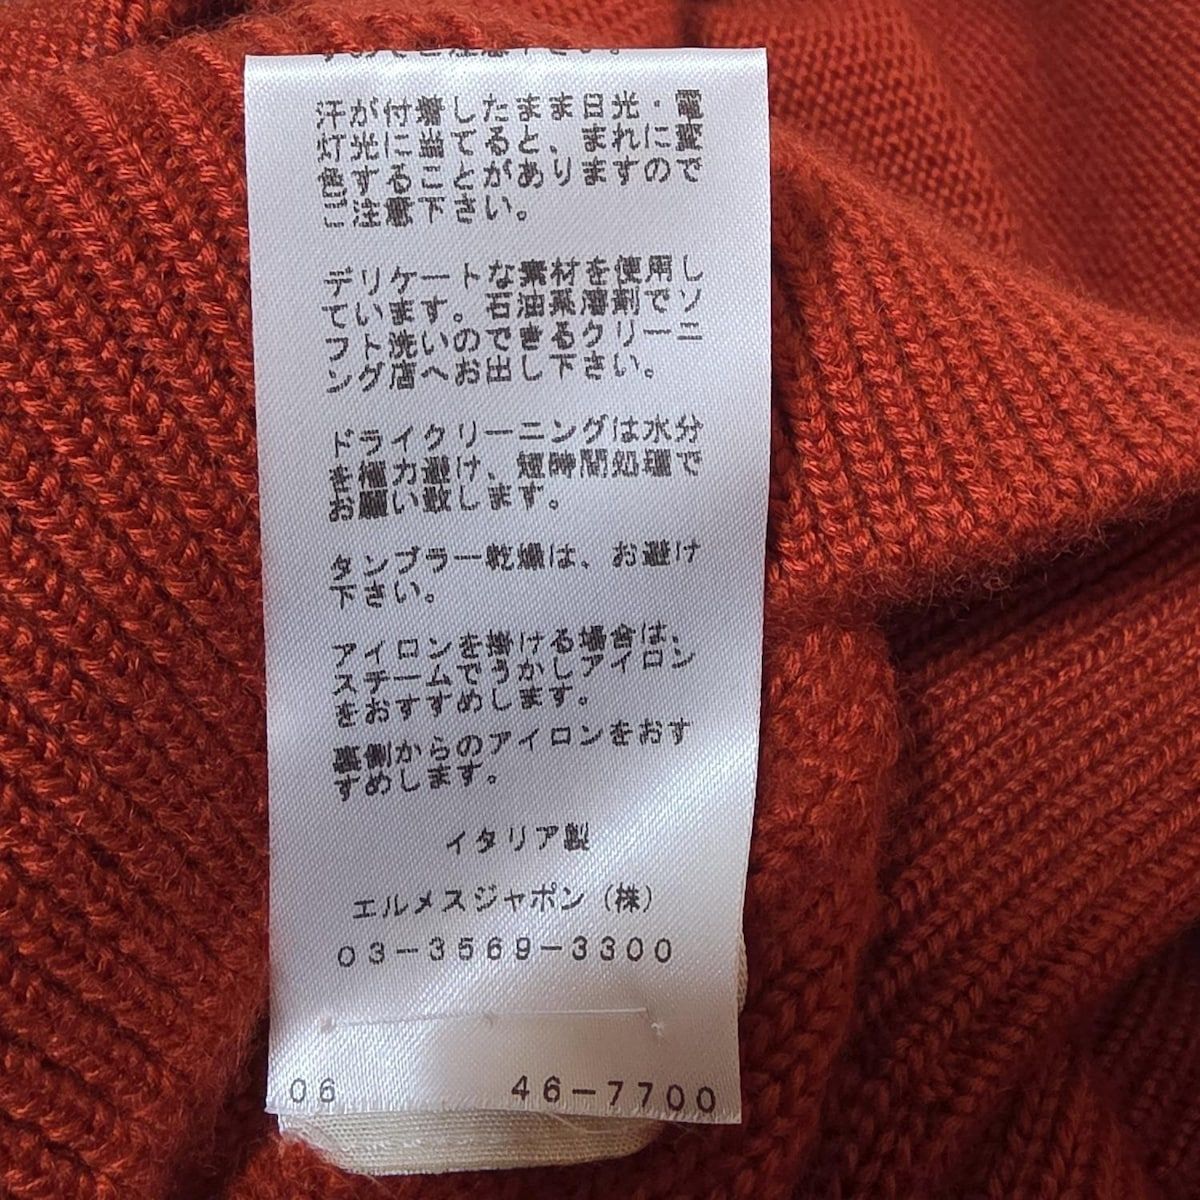 すのでご注意下さい。
汗が付着したまま日光・電
灯光に当てると、まれに変
色することがありますので
ご注意下さい。
デリケートな素材を使用し
ています。石油系溶剤でソ
フト洗いのできるクリーニ
ング店へお出し下さい。
ドライクリーニングは水分
を極力避け、短時間処理で
お願い致します。
タンブラー乾燥は、お避け
下さい。
アイロンを掛ける場合は、
スチームでうかしアイロン
をおすすめします。
裏側からのアイロンをおす
すめします。
イタリア製
エルメスジャポン（株）
03-3569-3300
06 46-7700